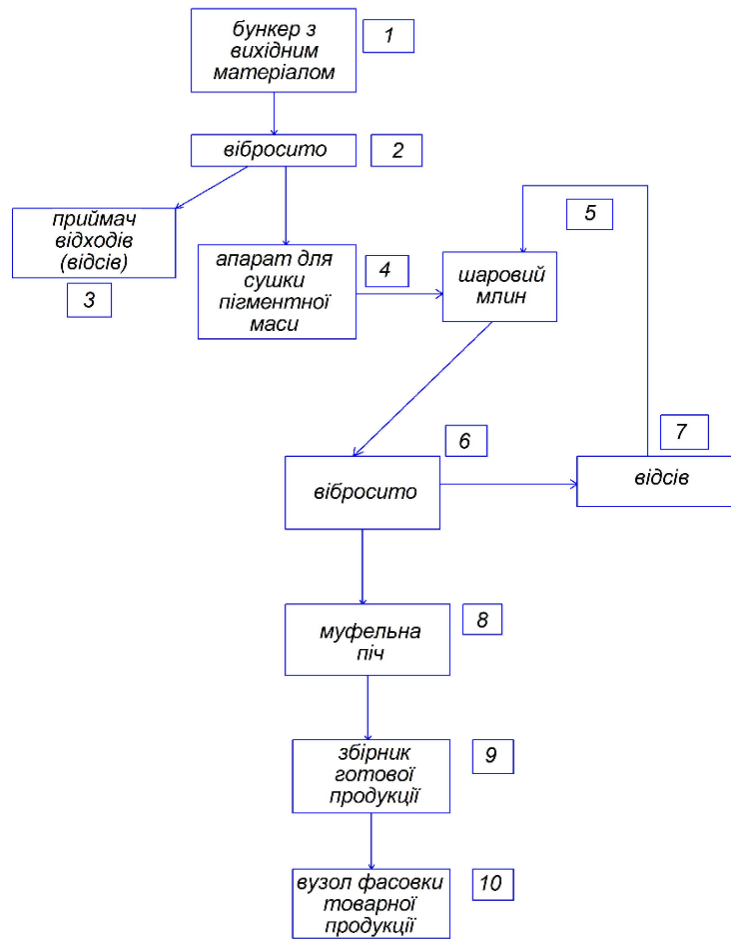 бункер з
вихідним
матеріалом
1
вібросито
2
приймач
відходів
(відсів)
3
апарат для
сушки
пігментної
маси
4
шаровий
млин
5
вібросито
6
відсів
7
муфельна
піч
8
збірник
готової
продукції
9
вузол фасовки
товарної
продукції
10